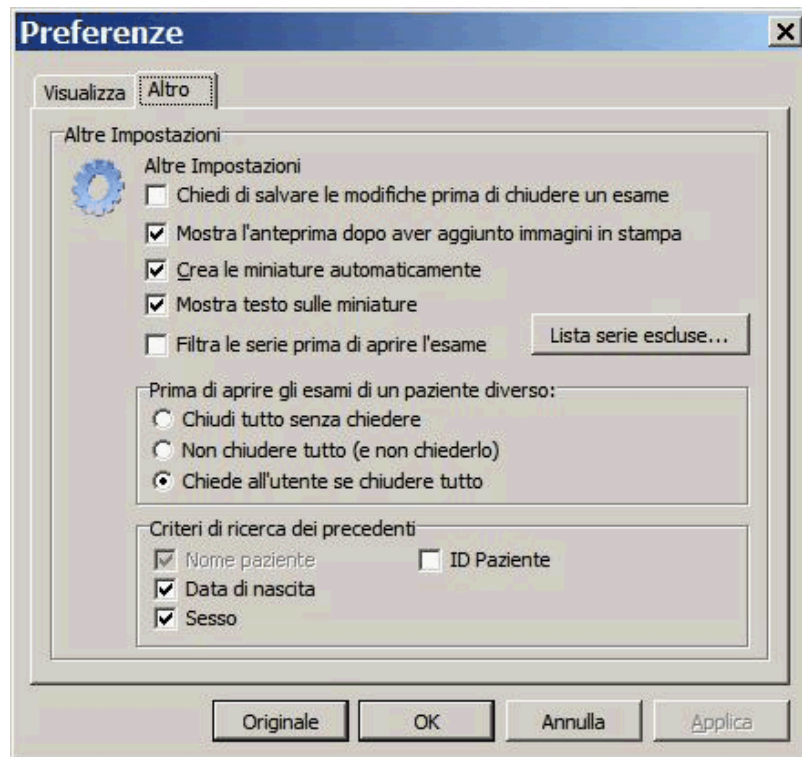 Preferenze
Visualizza Altro
Altre Impostazioni
Altre Impostazioni
Chiedi di salvare le modifiche prima di chiudere un esame
Mostra l'anteprima dopo aver aggiunto immagini in stampa
Crea le miniature automaticamente
Mostra testo sulle miniature
Filtra le serie prima di aprire l'esame Lista serie escluse...
Prima di aprire gli esami di un paziente diverso:
Chiudi tutto senza chiedere
Non chiudere tutto (e non chiederlo)
Chiede all'utente se chiudere tutto
Criteri di ricerca dei precedenti
Nome paziente ID Paziente
Data di nascita
Sesso
Originale OK Annulla Applica